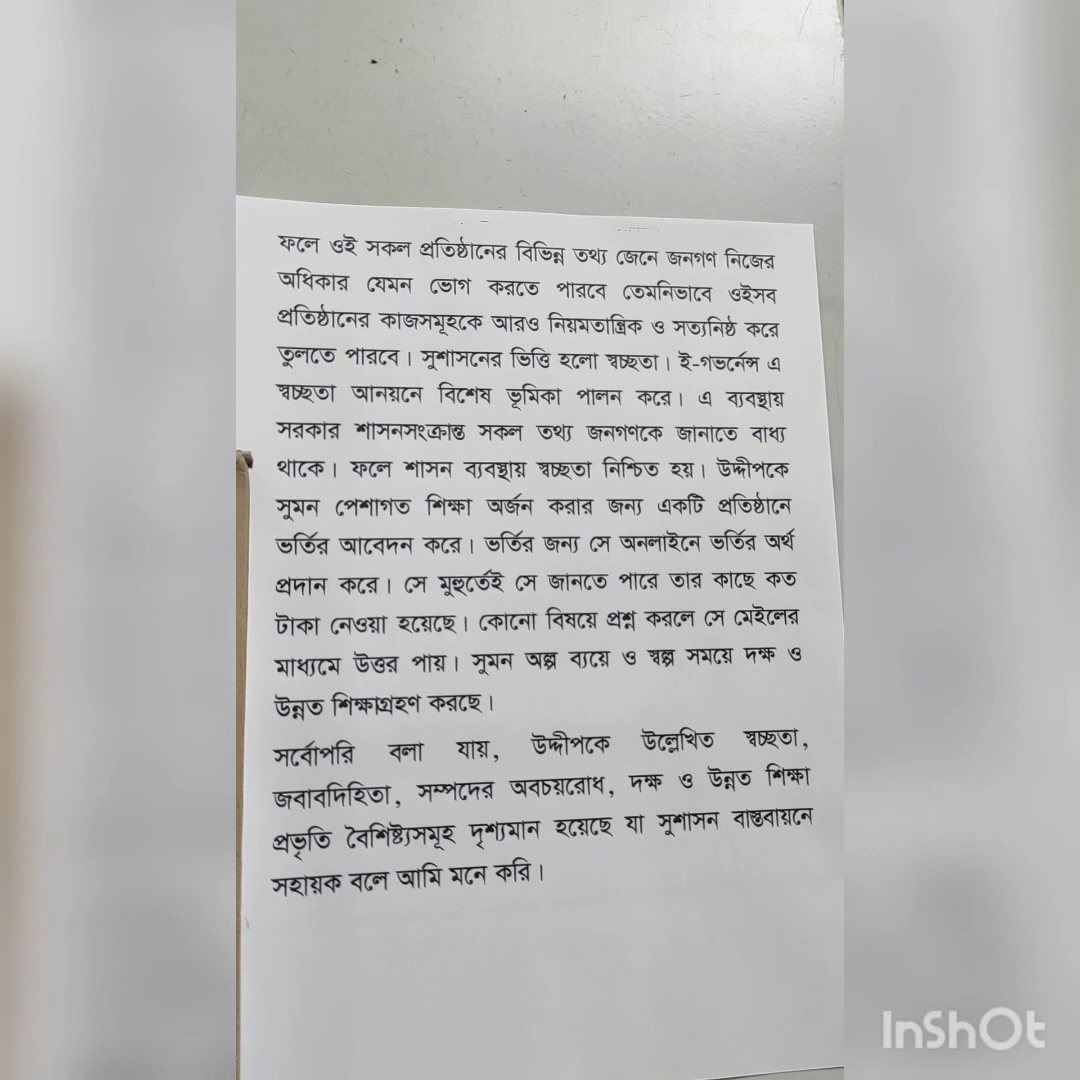 ফলে ওই সকল প্রতিষ্ঠানের বিভিন্ন তথ্য জেনে জনগণ নিজের
অধিকার যেমন ভোগ করতে পারবে তেমনিভাবে ওইসব
প্রতিষ্ঠানের কাজসমূহকে আরও নিয়মতান্ত্রিক ও সত্যনিষ্ঠ করে
তুলতে পারবে। সুশাসনের ভিত্তি হলো স্বচ্ছতা। ই-গভর্নেন্স এ
স্বচ্ছতা আনয়নে বিশেষ ভূমিকা পালন করে। এ ব্যবস্থায়
সরকার শাসনসংক্রান্ত সকল তথ্য জনগণকে জানাতে বাধ্য
থাকে। ফলে শাসন ব্যবস্থায় স্বচ্ছতা নিশ্চিত হয়। উদ্দীপকে
সুমন পেশাগত শিক্ষা অর্জন করার জন্য একটি প্রতিষ্ঠানে
ভর্তির আবেদন করে। ভর্তির জন্য সে অনলাইনে ভর্তির অর্থ
প্রদান করে। সে মুহূর্তেই সে জানতে পারে তার কাছে কত
টাকা নেওয়া হয়েছে। কোনো বিষয়ে প্রশ্ন করলে সে মেইলের
মাধ্যমে উত্তর পায়। সুমন অল্প ব্যয়ে ও স্বল্প সময়ে দক্ষ ও
উন্নত শিক্ষাগ্রহণ করছে।
সর্বোপরি বলা যায়, উদ্দীপকে উল্লেখিত স্বচ্ছতা,
জবাবদিহিতা, সম্পদের অবচয়রোধ, দক্ষ ও উন্নত শিক্ষা
প্রভৃতি বৈশিষ্ট্যসমূহ দৃশ্যমান হয়েছে যা সুশাসন বাস্তবায়নে
সহায়ক বলে আমি মনে করি।
InShOt